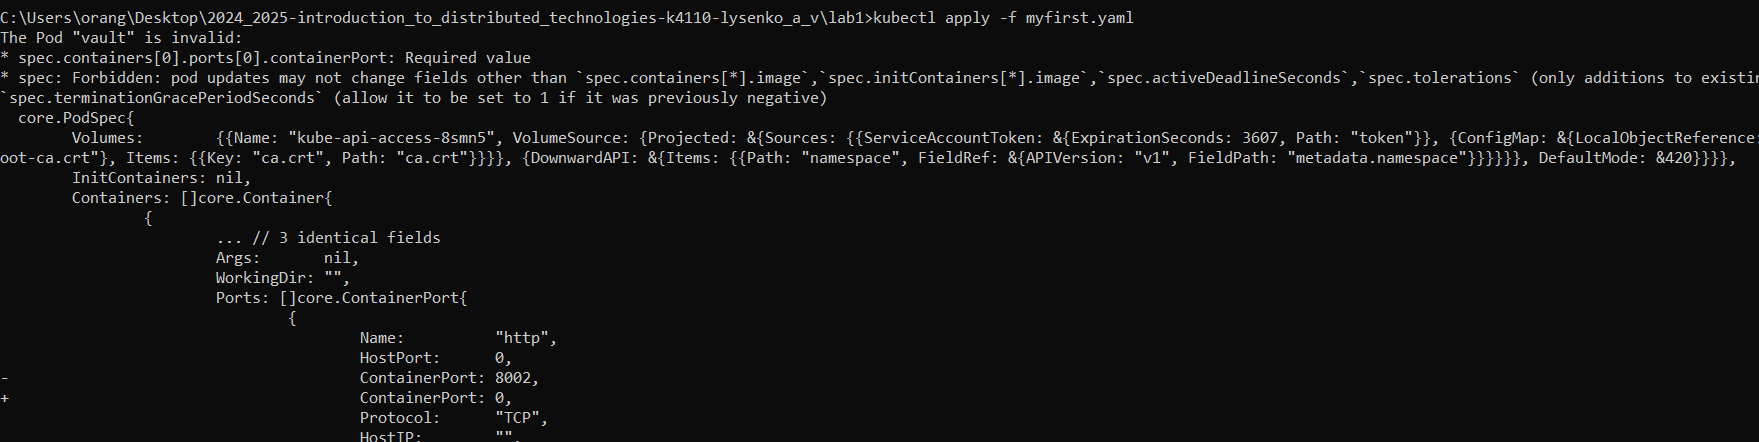 C:\Users\orang\Desktop\2024_2025-introduction_to_distributed_technologies-k4110-lysenko_a_v\lab1>kubectl apply -f myfirst.yaml
The Pod "vault" is invalid:
* spec.containers[0].ports[0].containerPort: Required value
* spec: Forbidden: pod updates may not change fields other than `spec.containers[*].image`,`spec.initContainers[*].image`,`spec.activeDeadlineSeconds`,`spec.tolerations` (only additions to existin
`spec.terminationGracePeriodSeconds` (allow it to be set to 1 if it was previously negative)
  core.PodSpec{
        Volumes:        {{Name: "kube-api-access-8smn5", VolumeSource: {Projected: &{Sources: {{ServiceAccountToken: &{ExpirationSeconds: 3607, Path: "token"}}, {ConfigMap: &{LocalObjectReference:
oot-ca.crt"}, Items: {{Key: "ca.crt", Path: "ca.crt"}}}}, {DownwardAPI: &{Items: {{Path: "namespace", FieldRef: &{APIVersion: "v1", FieldPath: "metadata.namespace"}}}}}}, DefaultMode: &420}}}},
        InitContainers: nil,
        Containers: []core.Container{
                {
                        ... // 3 identical fields
                        Args:       nil,
                        WorkingDir: "",
                        Ports: []core.ContainerPort{
                                {
                                        Name:          "http",
                                        HostPort:      0,
-                                       ContainerPort: 8002,
+                                       ContainerPort: 0,
                                        Protocol:      "TCP",
                                        HostIP:        "",